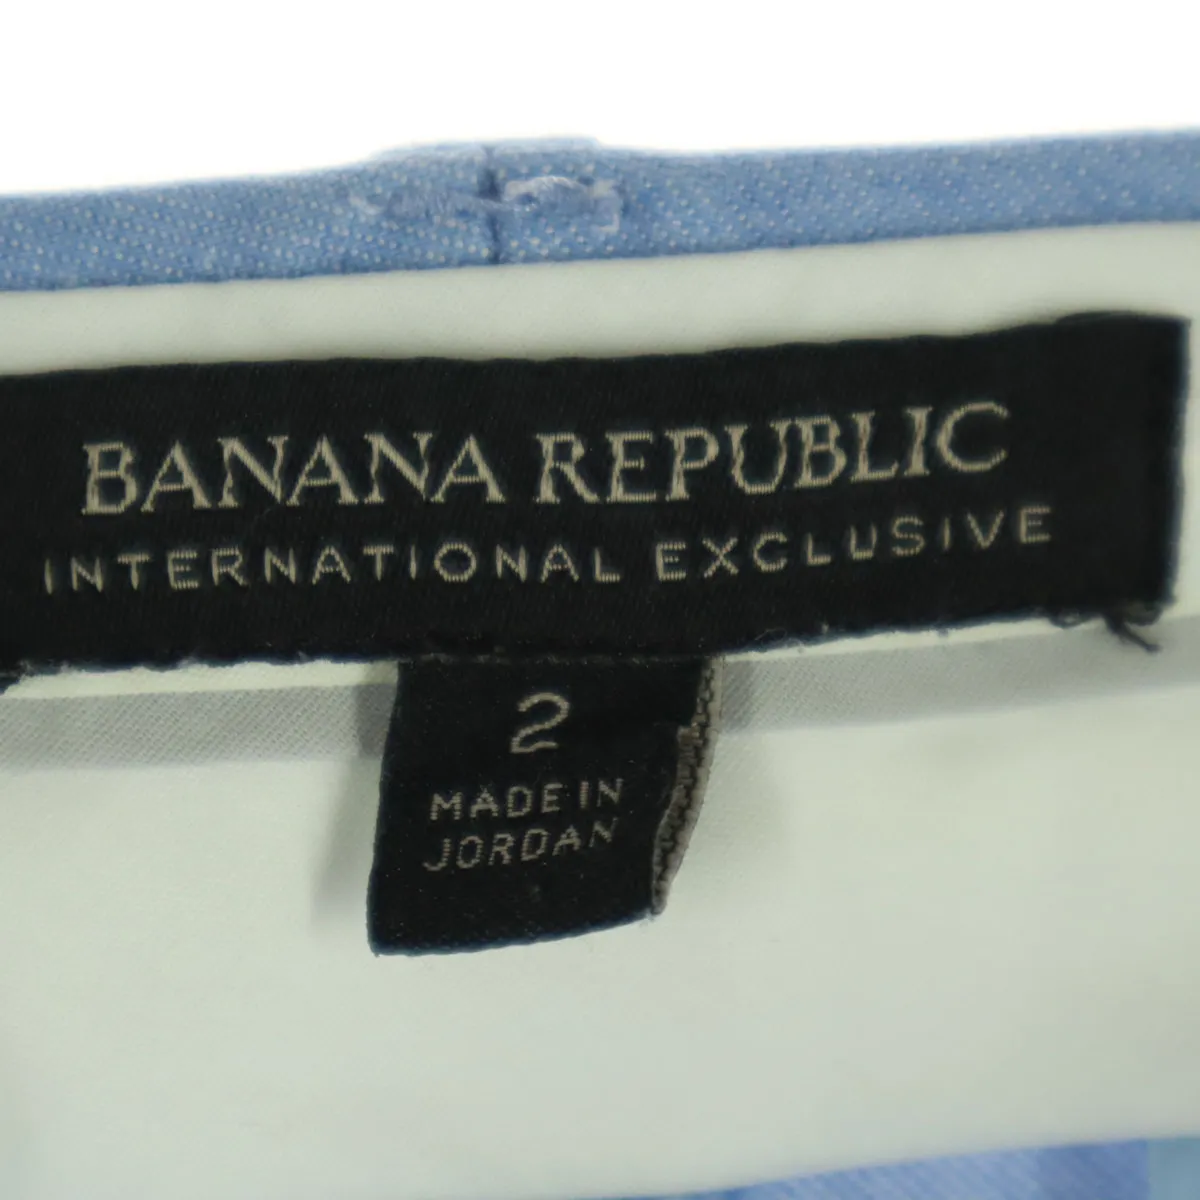 BANANA REPUBLIC
INTERNATIONAL EXCLUSIVE
2
MADE IN
JORDAN